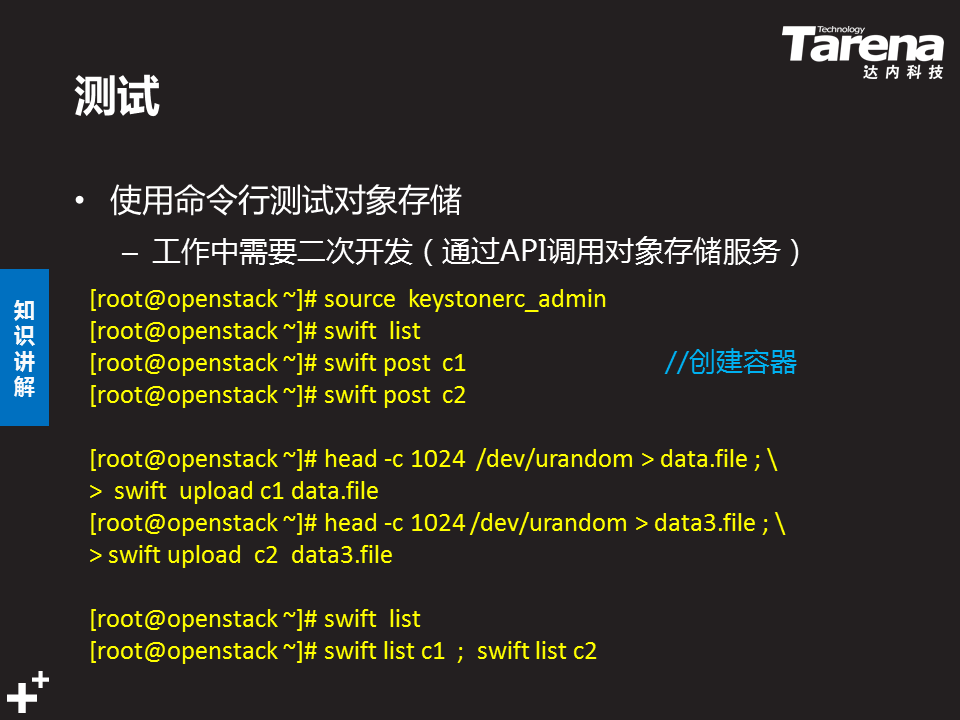 Technology
Tarena
达内科技
测试
• 使用命令行测试对象存储
– 工作中需要二次开发（通过API调用对象存储服务）
知识讲解
[root@openstack ~]# source keystonerc_admin
[root@openstack ~]# swift list
[root@openstack ~]# swift post c1 //创建容器
[root@openstack ~]# swift post c2
[root@openstack ~]# head -c 1024 /dev/urandom > data.file ; \
> swift upload c1 data.file
[root@openstack ~]# head -c 1024 /dev/urandom > data3.file ; \
> swift upload c2 data3.file
[root@openstack ~]# swift list
[root@openstack ~]# swift list c1 ; swift list c2